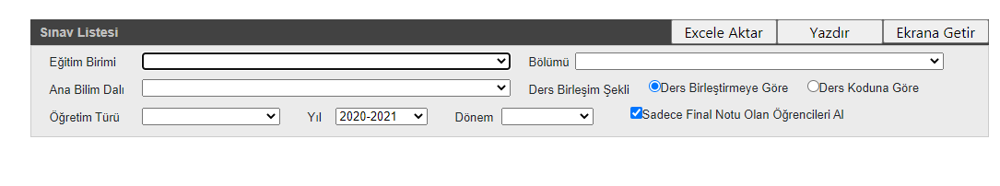 Sınav Listesi Excele Aktar Yazdır Ekrana Getir
Eğitim Birimi Bölümü
Ana Bilim Dalı Ders Birleşim Şekli Ders Birleştirmeye Göre Ders Koduna Göre
Öğretim Türü Yıl 2020-2021 Dönem Sadece Final Notu Olan Öğrencileri Al